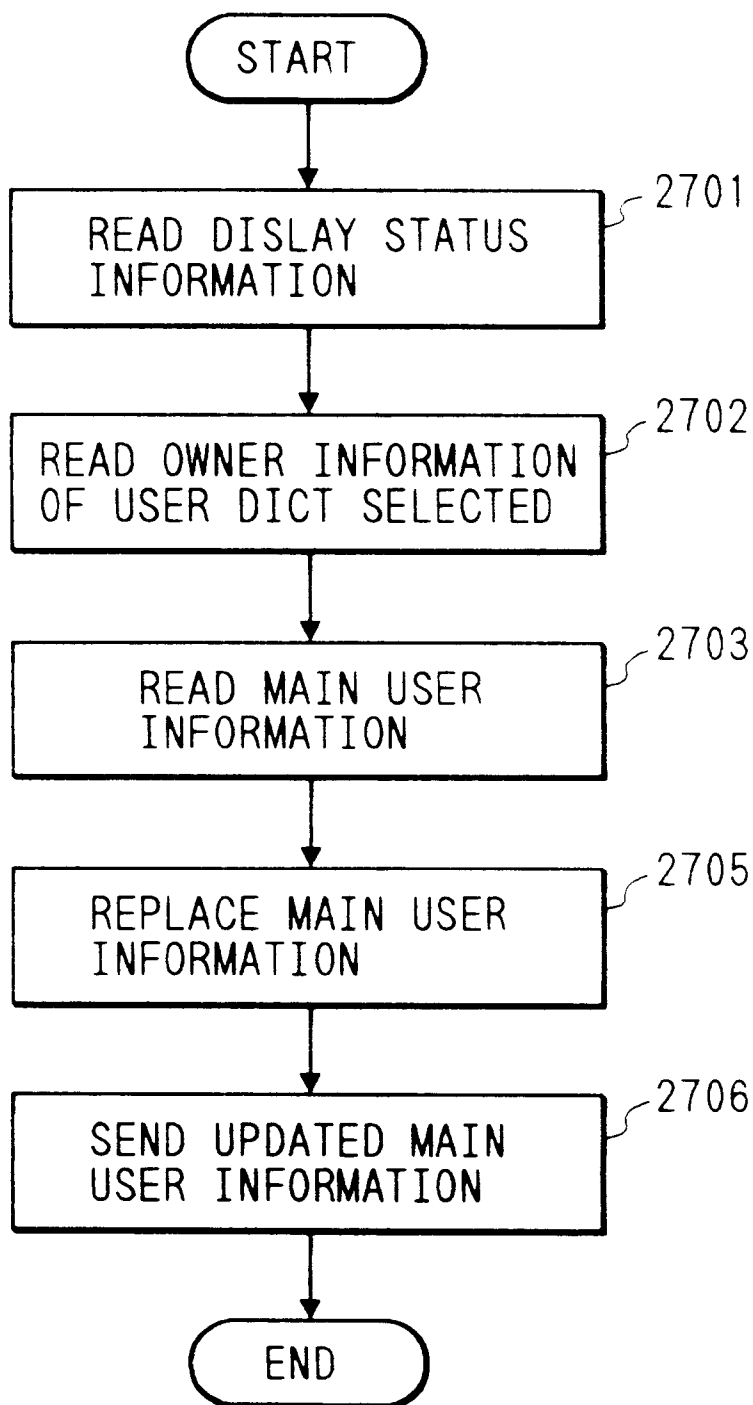 START
2701
READ DISLAY STATUS
INFORMATION
2702
READ OWNER INFORMATION
OF USER DICT SELECTED
2703
READ MAIN USER
INFORMATION
2705
REPLACE MAIN USER
INFORMATION
2706
SEND UPDATED MAIN
USER INFORMATION
END